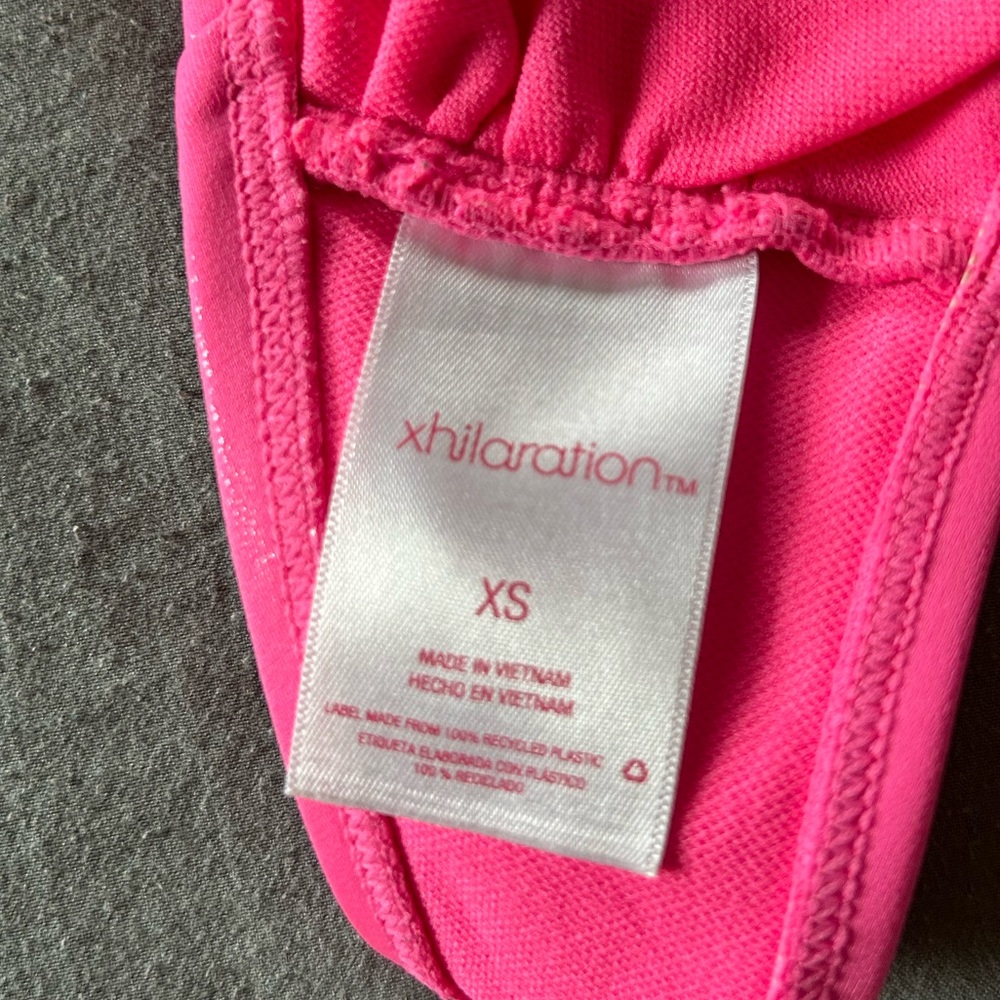 xhilaration™
XS
MADE IN VIETNAM
HECHO EN VIETNAM
LABEL MADE FROM 100% RECYCLED PLASTIC
ETIQUETA ELABORADA CON PLÁSTICO
100 % RECICLADO